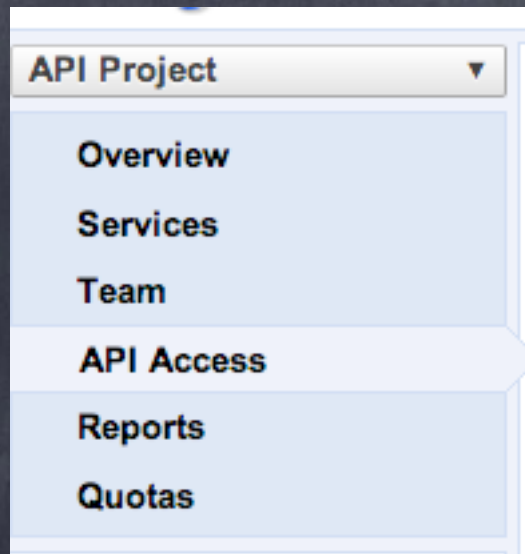 API Project
Overview
Services
Team
API Access
Reports
Quotas